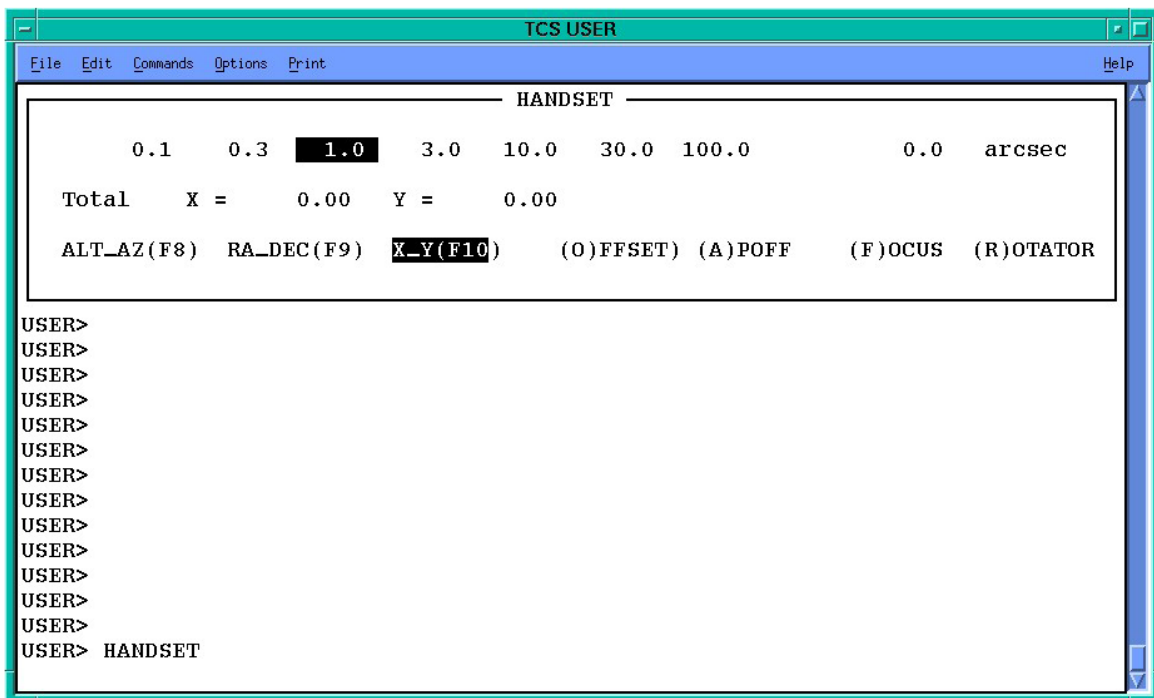 TCS USER
File Edit Commands Options Print Help
HANDSET
0.1 0.3 1.0 3.0 10.0 30.0 100.0 0.0 arcsec
Total X = 0.00 Y = 0.00
ALT_AZ(F8) RA_DEC(F9) X_Y(F10) (O)FFSET) (A)POFF (F)OCUS (R)OTATOR
USER>
USER>
USER>
USER>
USER>
USER>
USER>
USER>
USER>
USER>
USER>
USER>
USER>
USER> HANDSET